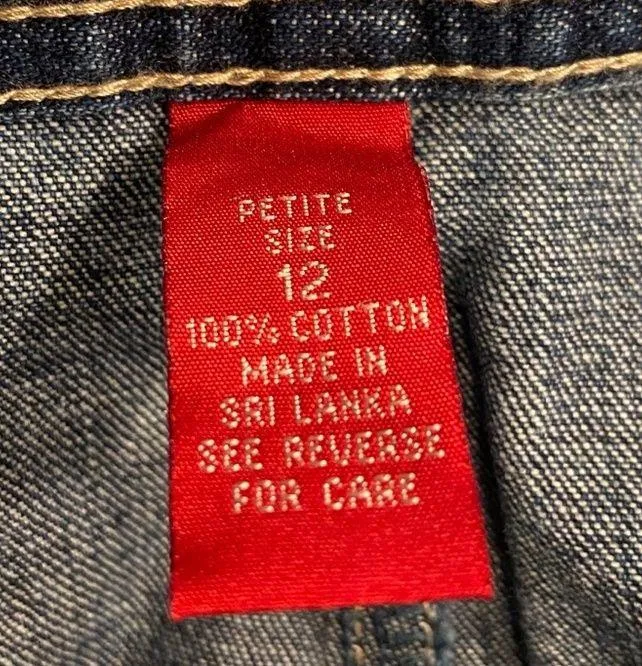 PETITE
SIZE
12
100% COTTON
MADE IN
SRI LANKA
SEE REVERSE
FOR CARE